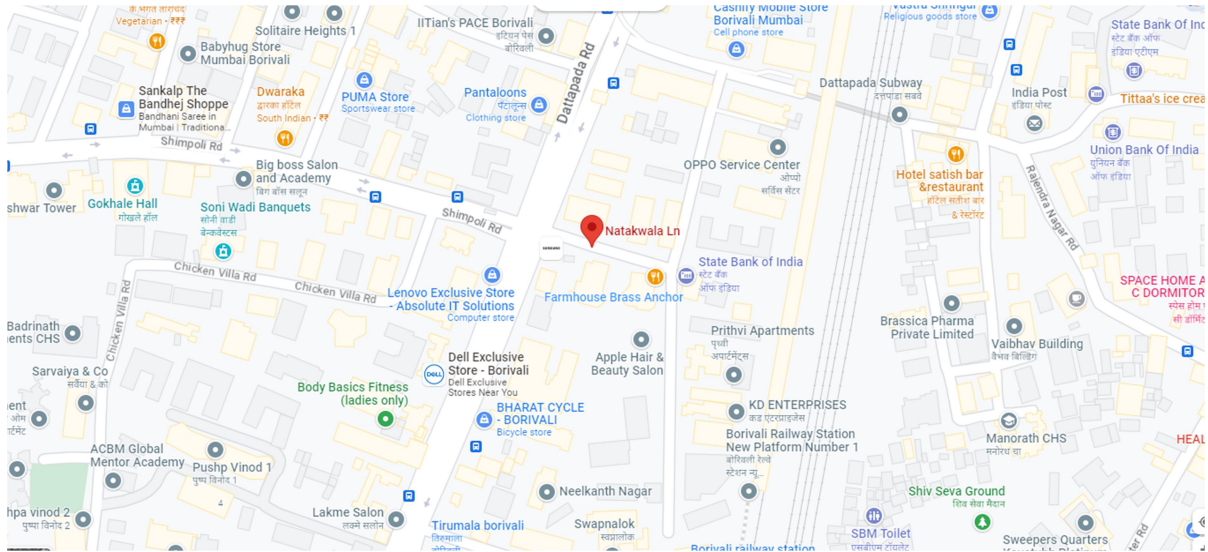 Vegetarian - ₹₹₹
Solitaire Heights 1
Babyhug Store
Mumbai Borivali
IITian's PACE Borivali
इटियन पेस
बोरिवली
Cashify Mobile Store
Borivali Mumbai
Cell phone store
Religious goods store
State Bank Of Ind
स्टेट बँक ऑफ
इंडिया एटीएम
Sankalp The
Bandhej Shoppe
Bandhani Saree in
Mumbai | Traditiona...
Dwaraka
द्वारका हॉटेल
South Indian - ₹₹
PUMA Store
Sportswear store
Pantaloons
पँटालून्स
Clothing store
Dattapada Rd
Dattapada Subway
दत्तपाडा सबवे
India Post
इंडिया पोस्ट
Tittaa's ice crea
Shimpoli Rd
Union Bank Of India
युनियन बँक
ऑफ इंडिया
Big boss Salon
and Academy
बिग बॉस सलून
OPPO Service Center
ओप्पो
सर्विस सेंटर
Hotel satish bar
&restaurant
हॉटेल सतीश बार
& रेस्टॉरंट
Rajendra Nagar Rd
shwar Tower
Gokhale Hall
गोखले हॉल
Soni Wadi Banquets
सोनी वाडी
बेन्क्वेस्टस
Shimpoli Rd
Natakwala Ln
State Bank of India
स्टेट बँक
ऑफ इंडिया
Chicken Villa Rd
Chicken Villa Rd
Chicken Villa Rd
Lenovo Exclusive Store
- Absolute IT Solutions
Computer store
Farmhouse Brass Anchor
SPACE HOME A
C DORMITOR
स्पेस होम ए
सी डॉर्मिट
Badrinath
ents CHS
Prithvi Apartments
पृथ्वी
अपार्टमेंट्स
Brassica Pharma
Private Limited
Vaibhav Building
वैभव बिल्डिंग
Sarvaiya & Co
सर्वैया & को
Dell Exclusive
Store - Borivali
Dell Exclusive
Stores Near You
DELL
Apple Hair &
Beauty Salon
Body Basics Fitness
(ladies only)
BHARAT CYCLE
- BORIVALI
Bicycle store
KD ENTERPRISES
कड एंटरप्राइजेस
ment
ओम
Borivali Railway Station
New Platform Number 1
बोरिवली रेल्वे
स्टेशन न्यू...
Manorath CHS
मनोरथ चा
HEAL
ACBM Global
Mentor Academy
Pushp Vinod 1
पुष्प विनोद 1
4
Neelkanth Nagar
Shiv Seva Ground
शिव सेवा मैदान
hpa vinod 2
पुष्पा विनोद 2
Lakme Salon
लक्मे सलोन
Tirumala borivali
तिरुमाला
बोरिवली
Swapnalok
स्वप्नलोक
Borivali railway station
SBM Toilet
एसबीएम टॉयलेट
Sweepers Quarters